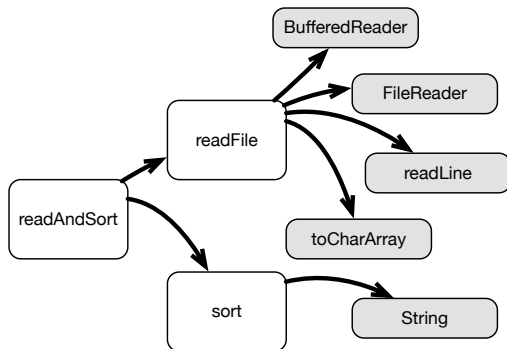 BufferedReader
FileReader
readFile
readLine
readAndSort
toCharArray
sort
String